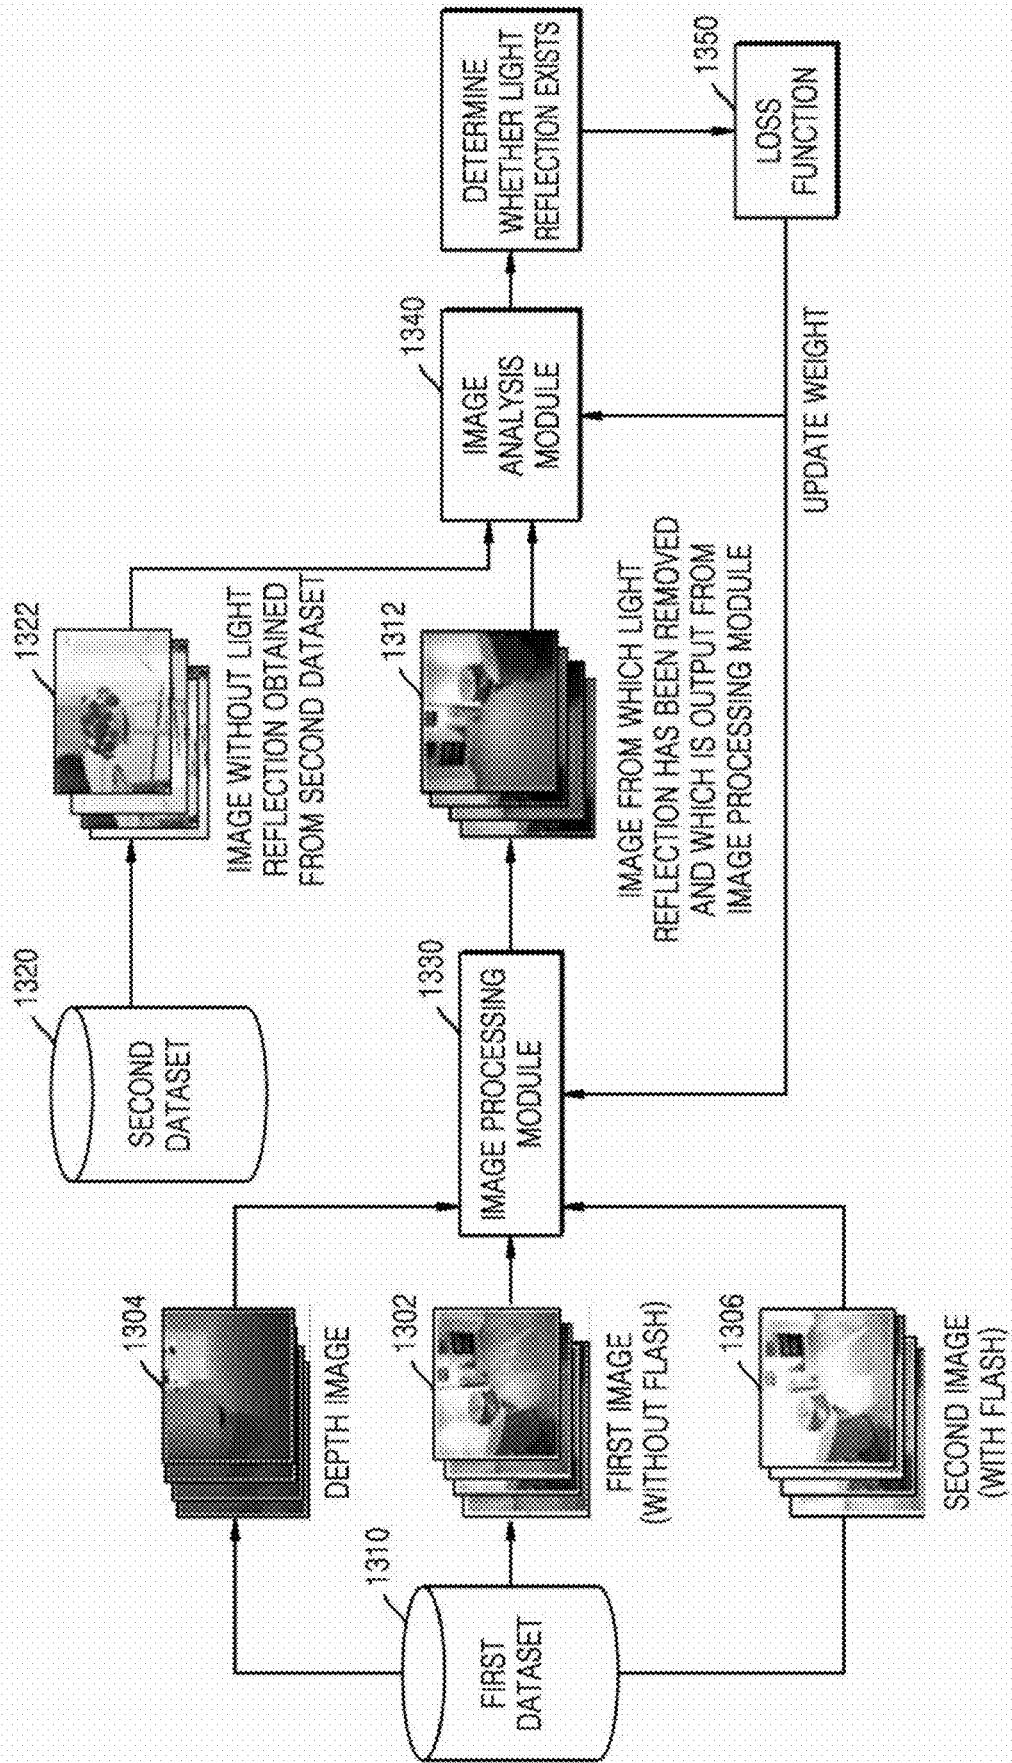 1310
FIRST
DATASET
1304
DEPTH IMAGE
1302
FIRST IMAGE
(WITHOUT FLASH)
1306
SECOND IMAGE
(WITH FLASH)
1320
SECOND
DATASET
1330
IMAGE PROCESSING
MODULE
1322
IMAGE WITHOUT LIGHT
REFLECTION OBTAINED
FROM SECOND DATASET
1312
IMAGE FROM WHICH LIGHT
REFLECTION HAS BEEN REMOVED
AND WHICH IS OUTPUT FROM
IMAGE PROCESSING MODULE
1340
IMAGE
ANALYSIS
MODULE
DETERMINE
WHETHER LIGHT
REFLECTION EXISTS
1350
LOSS
FUNCTION
UPDATE WEIGHT